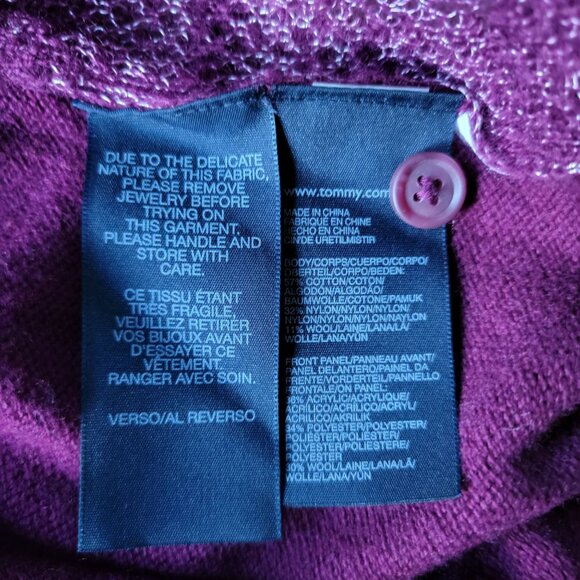 DUE TO THE DELICATE
NATURE OF THIS FABRIC,
PLEASE REMOVE
JEWELRY BEFORE
TRYING ON
THIS GARMENT.
PLEASE HANDLE AND
STORE WITH
CARE.
CE TISSU ÉTANT
TRÈS FRAGILE,
VEUILLEZ RETIRER
VOS BIJOUX AVANT
D'ESSAYER CE
VÊTEMENT.
RANGER AVEC SOIN.
VERSO/AL REVERSO
www.tommy.com
MADE IN CHINA
FABRIQUÉ EN CHINE
HECHO EN CHINA
ÇIN'DE ÜRETİLMİŞTİR
BODY/CORPS/CUERPO/CORPO/
OBERTEIL/CORPO/BEDEN:
57% COTTON/COTON/
ALGODÓN/ALGODÃO/
BAUMWOLLE/COTONE/PAMUK
32% NYLON/NYLON/NYLON/
NYLON/NYLON/NYLON/NAYLON
11% WOOL/LAINE/LANA/LÃ/
WOLLE/LANA/YÜN
FRONT PANEL/PANNEAU AVANT/
PANEL DELANTERO/PAINEL DA
FRENTE/VORDERTEIL/PANNELLO
FRONTALE/ÖN PANEL:
36% ACRYLIC/ACRYLIQUE/
ACRÍLICO/ACRÍLICO/ACRYL/
ACRILICO/AKRİLİK
34% POLYESTER/POLYESTER/
POLIÉSTER/POLIÉSTER/
POLYESTER/POLIESTERE/
POLYESTER
30% WOOL/LAINE/LANA/LÃ/
WOLLE/LANA/YÜN